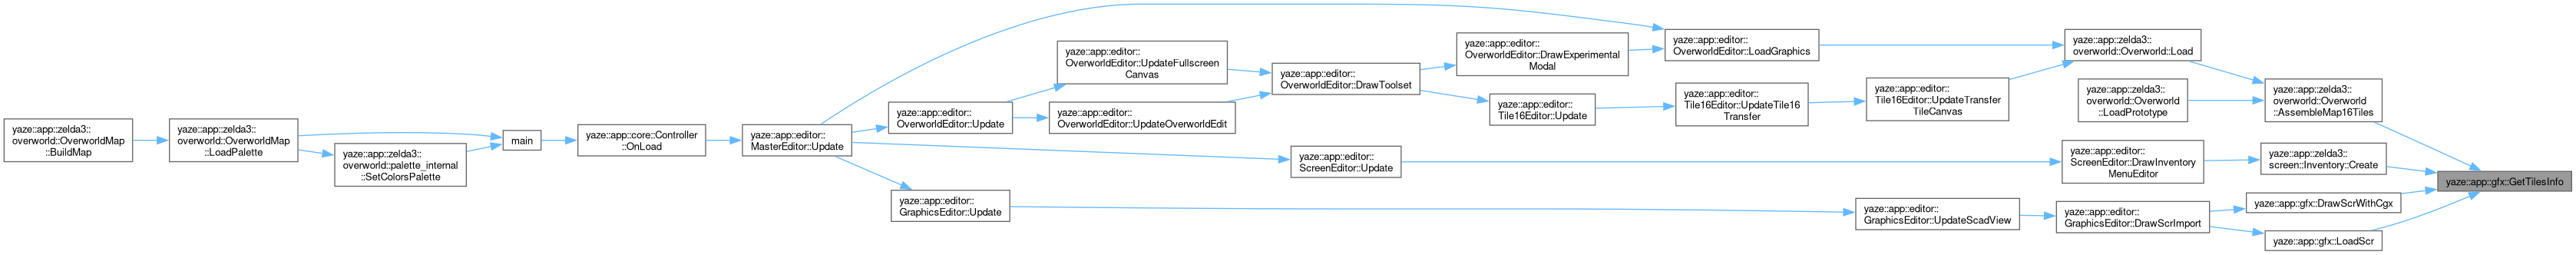 yaze::app::zelda3::
overworld::OverworldMap
::BuildMap
yaze::app::zelda3::
overworld::OverworldMap
::LoadPalette
yaze::app::zelda3::
overworld::palette_internal
::SetColorsPalette
main
yaze::app::core::Controller
::OnLoad
yaze::app::editor::
MasterEditor::Update
yaze::app::editor::
OverworldEditor::Update
yaze::app::editor::
GraphicsEditor::Update
yaze::app::editor::
OverworldEditor::UpdateFullscreen
Canvas
yaze::app::editor::
OverworldEditor::UpdateOverworldEdit
yaze::app::editor::
OverworldEditor::DrawToolset
yaze::app::editor::
ScreenEditor::Update
yaze::app::editor::
OverworldEditor::DrawExperimental
Modal
yaze::app::editor::
Tile16Editor::Update
yaze::app::editor::
OverworldEditor::LoadGraphics
yaze::app::editor::
Tile16Editor::UpdateTile16
Transfer
yaze::app::editor::
Tile16Editor::UpdateTransfer
TileCanvas
yaze::app::editor::
GraphicsEditor::UpdateScadView
yaze::app::zelda3::
overworld::Overworld::Load
yaze::app::zelda3::
overworld::Overworld
::LoadPrototype
yaze::app::editor::
ScreenEditor::DrawInventory
MenuEditor
yaze::app::editor::
GraphicsEditor::DrawScrImport
yaze::app::zelda3::
overworld::Overworld
::AssembleMap16Tiles
yaze::app::zelda3::
screen::Inventory::Create
yaze::app::gfx::DrawScrWithCgx
yaze::app::gfx::LoadScr
yaze::app::gfx::GetTilesInfo